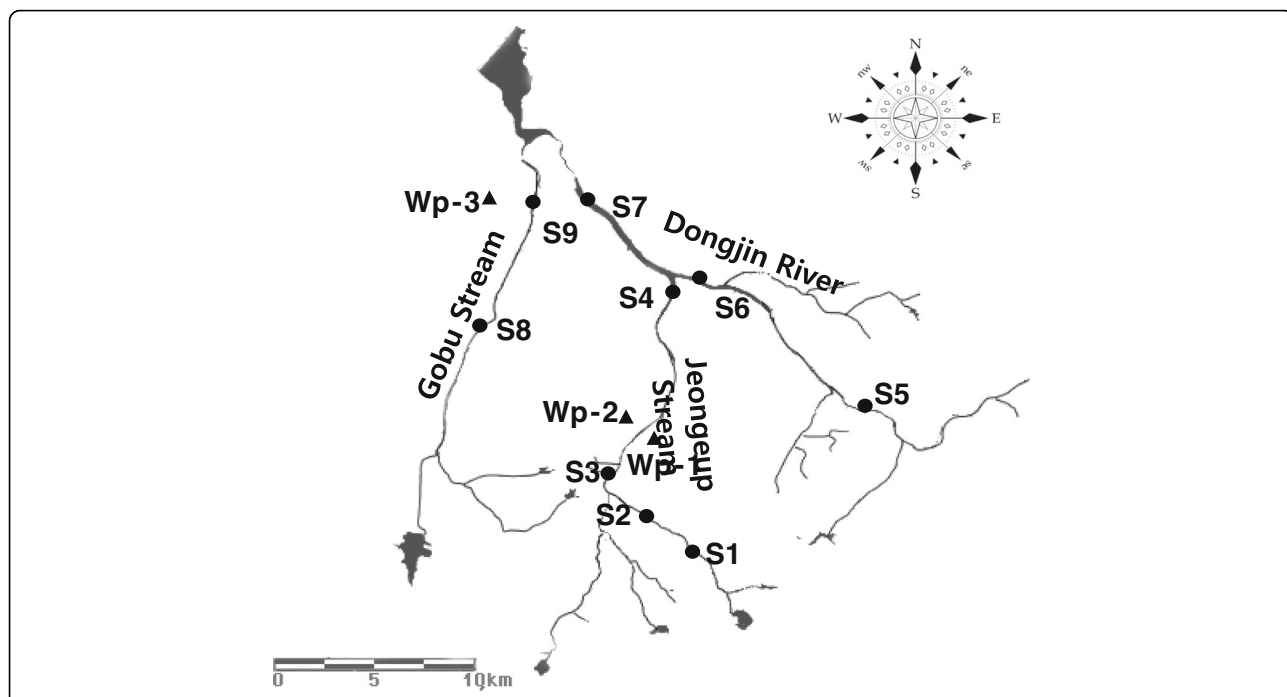 N
nw
ne
W
E
sw
se
S
Wp-3
S9
S7
Dongjin River
S4
S6
Gobu Stream
S8
Jeongeup
Stream
S5
Wp-2
Wp-1
S3
S2
S1
0 5 10km